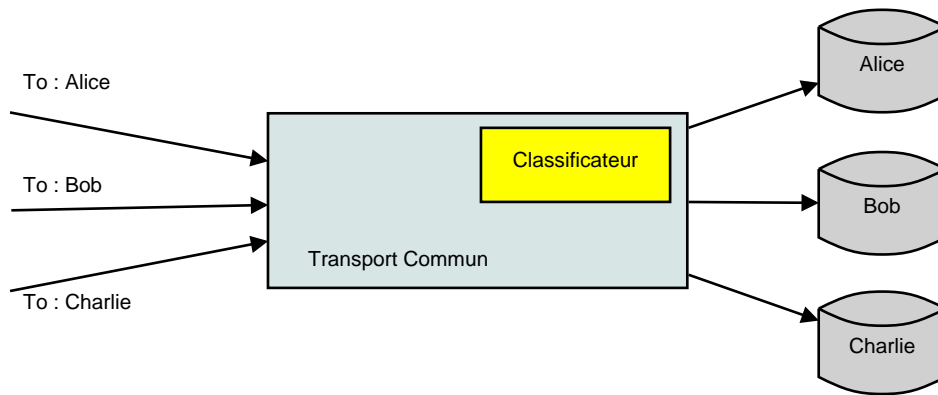 To : Alice
To : Bob
To : Charlie
Classificateur
Transport Commun
Alice
Bob
Charlie